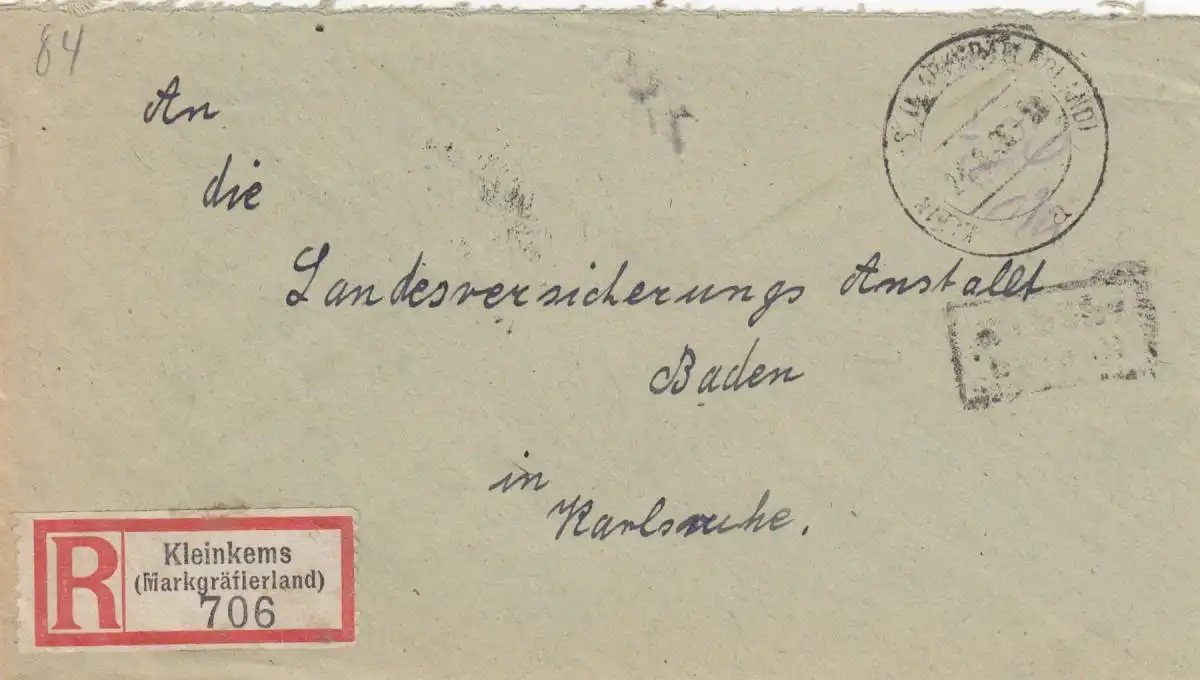 84
An
die
Landesversicherungs Anstallt
Baden
in
Karlsruhe.
R
Kleinkems
(Markgräflerland)
706